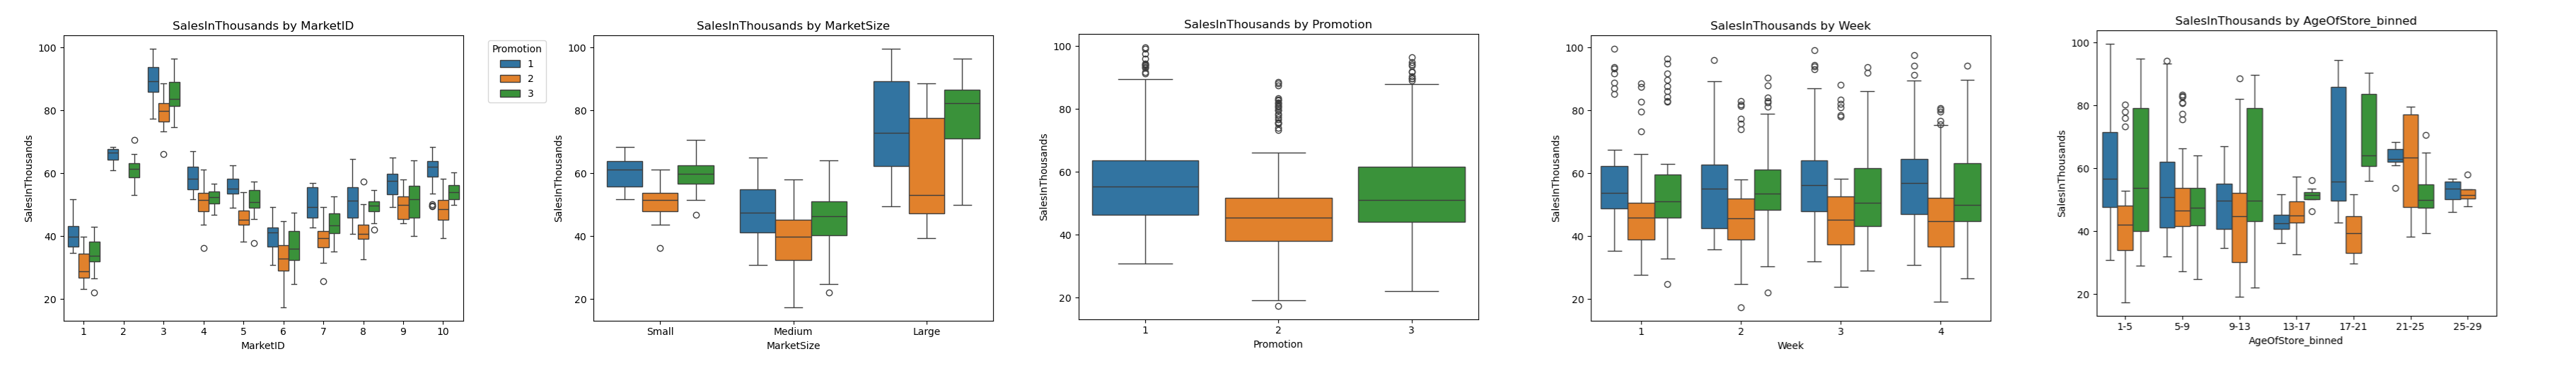 SalesInThousands by MarketID
SalesInThousands
100
80
60
40
20
1 2 3 4 5 6 7 8 9 10
MarketID
Promotion
1
2
3
SalesInThousands by MarketSize
SalesInThousands
100
80
60
40
20
Small Medium Large
MarketSize
SalesInThousands by Promotion
SalesInThousands
100
80
60
40
20
1 2 3
Promotion
SalesInThousands by Week
SalesInThousands
100
80
60
40
20
1 2 3 4
Week
SalesInThousands by AgeOfStore_binned
SalesInThousands
100
80
60
40
20
1-5 5-9 9-13 13-17 17-21 21-25 25-29
AgeOfStore_binned